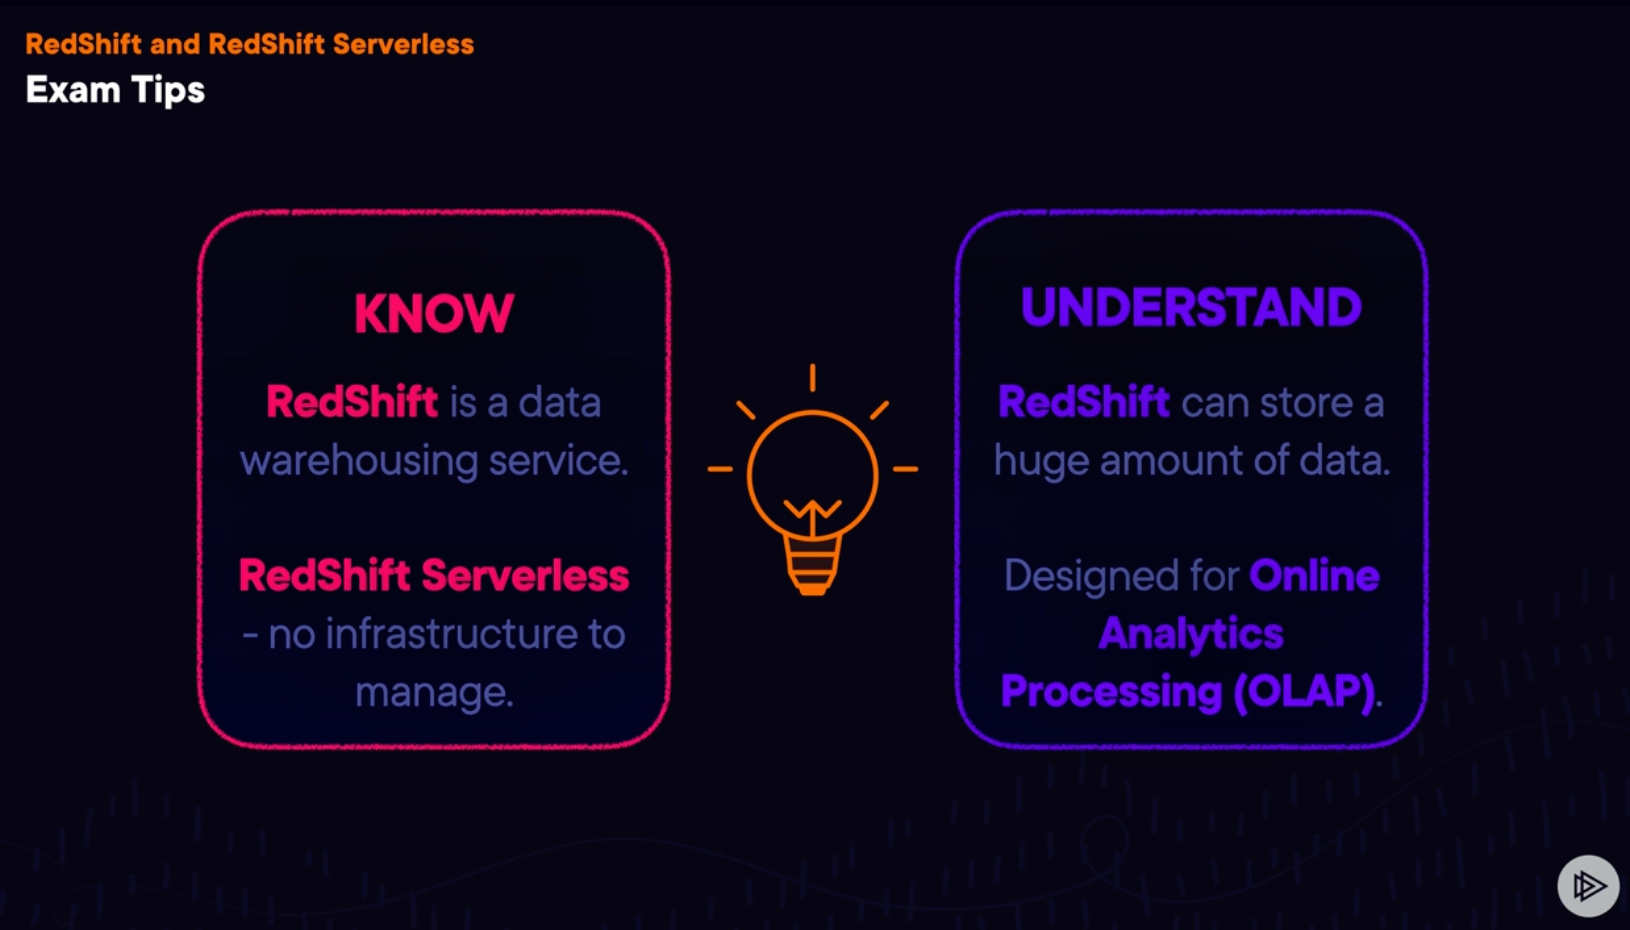 RedShift and RedShift Serverless
Exam Tips
KNOW
RedShift is a data
warehousing service.
RedShift Serverless
- no infrastructure to
manage.
UNDERSTAND
RedShift can store a
huge amount of data.
Designed for Online
Analytics
Processing (OLAP).